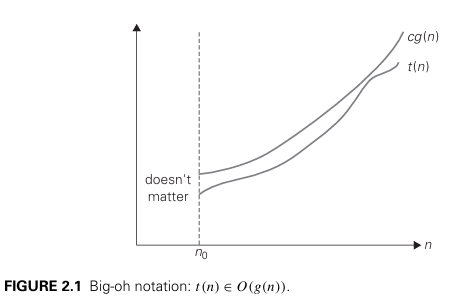 cg(n)
t(n)
doesn't
matter
n
n₀
FIGURE 2.1 Big-oh notation: t(n) ∈ O(g(n)).